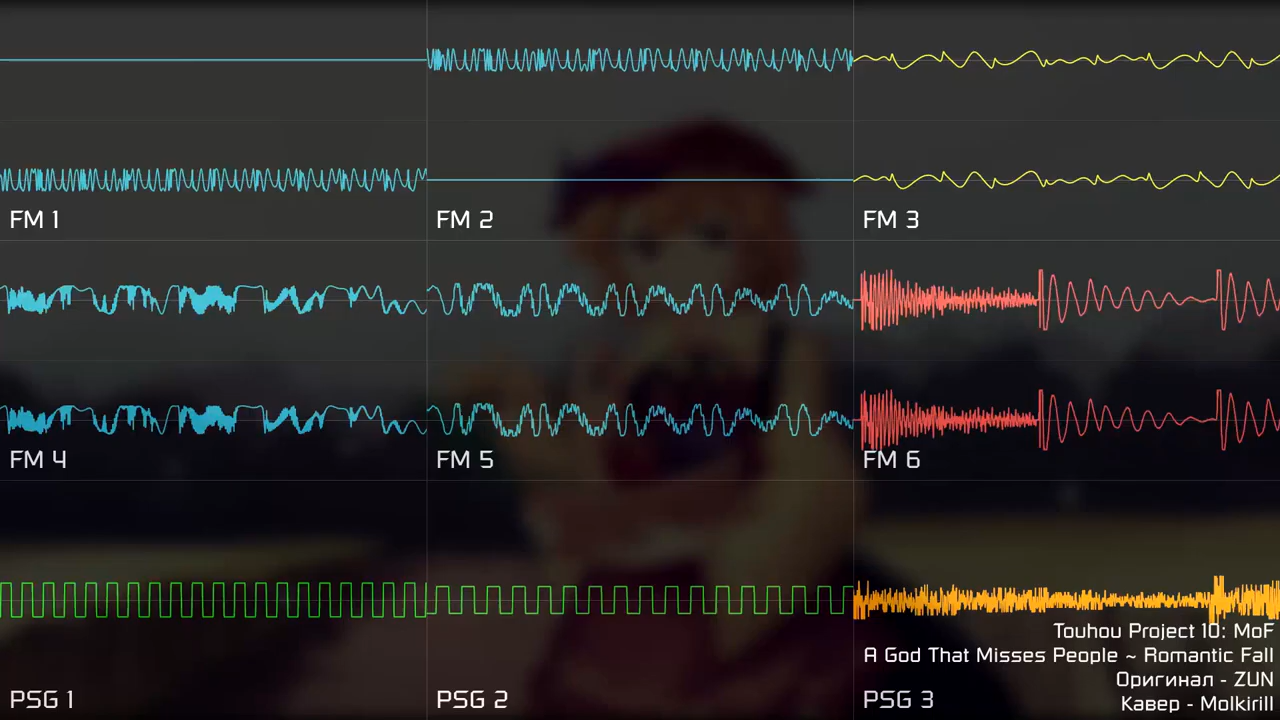 FM 1
FM 2
FM 3
FM 4
FM 5
FM 6
PSG 1
PSG 2
PSG 3
Touhou Project 10: MoF
A God That Misses People ~ Romantic Fall
Оригинал - ZUN
Кавер - Molkirill